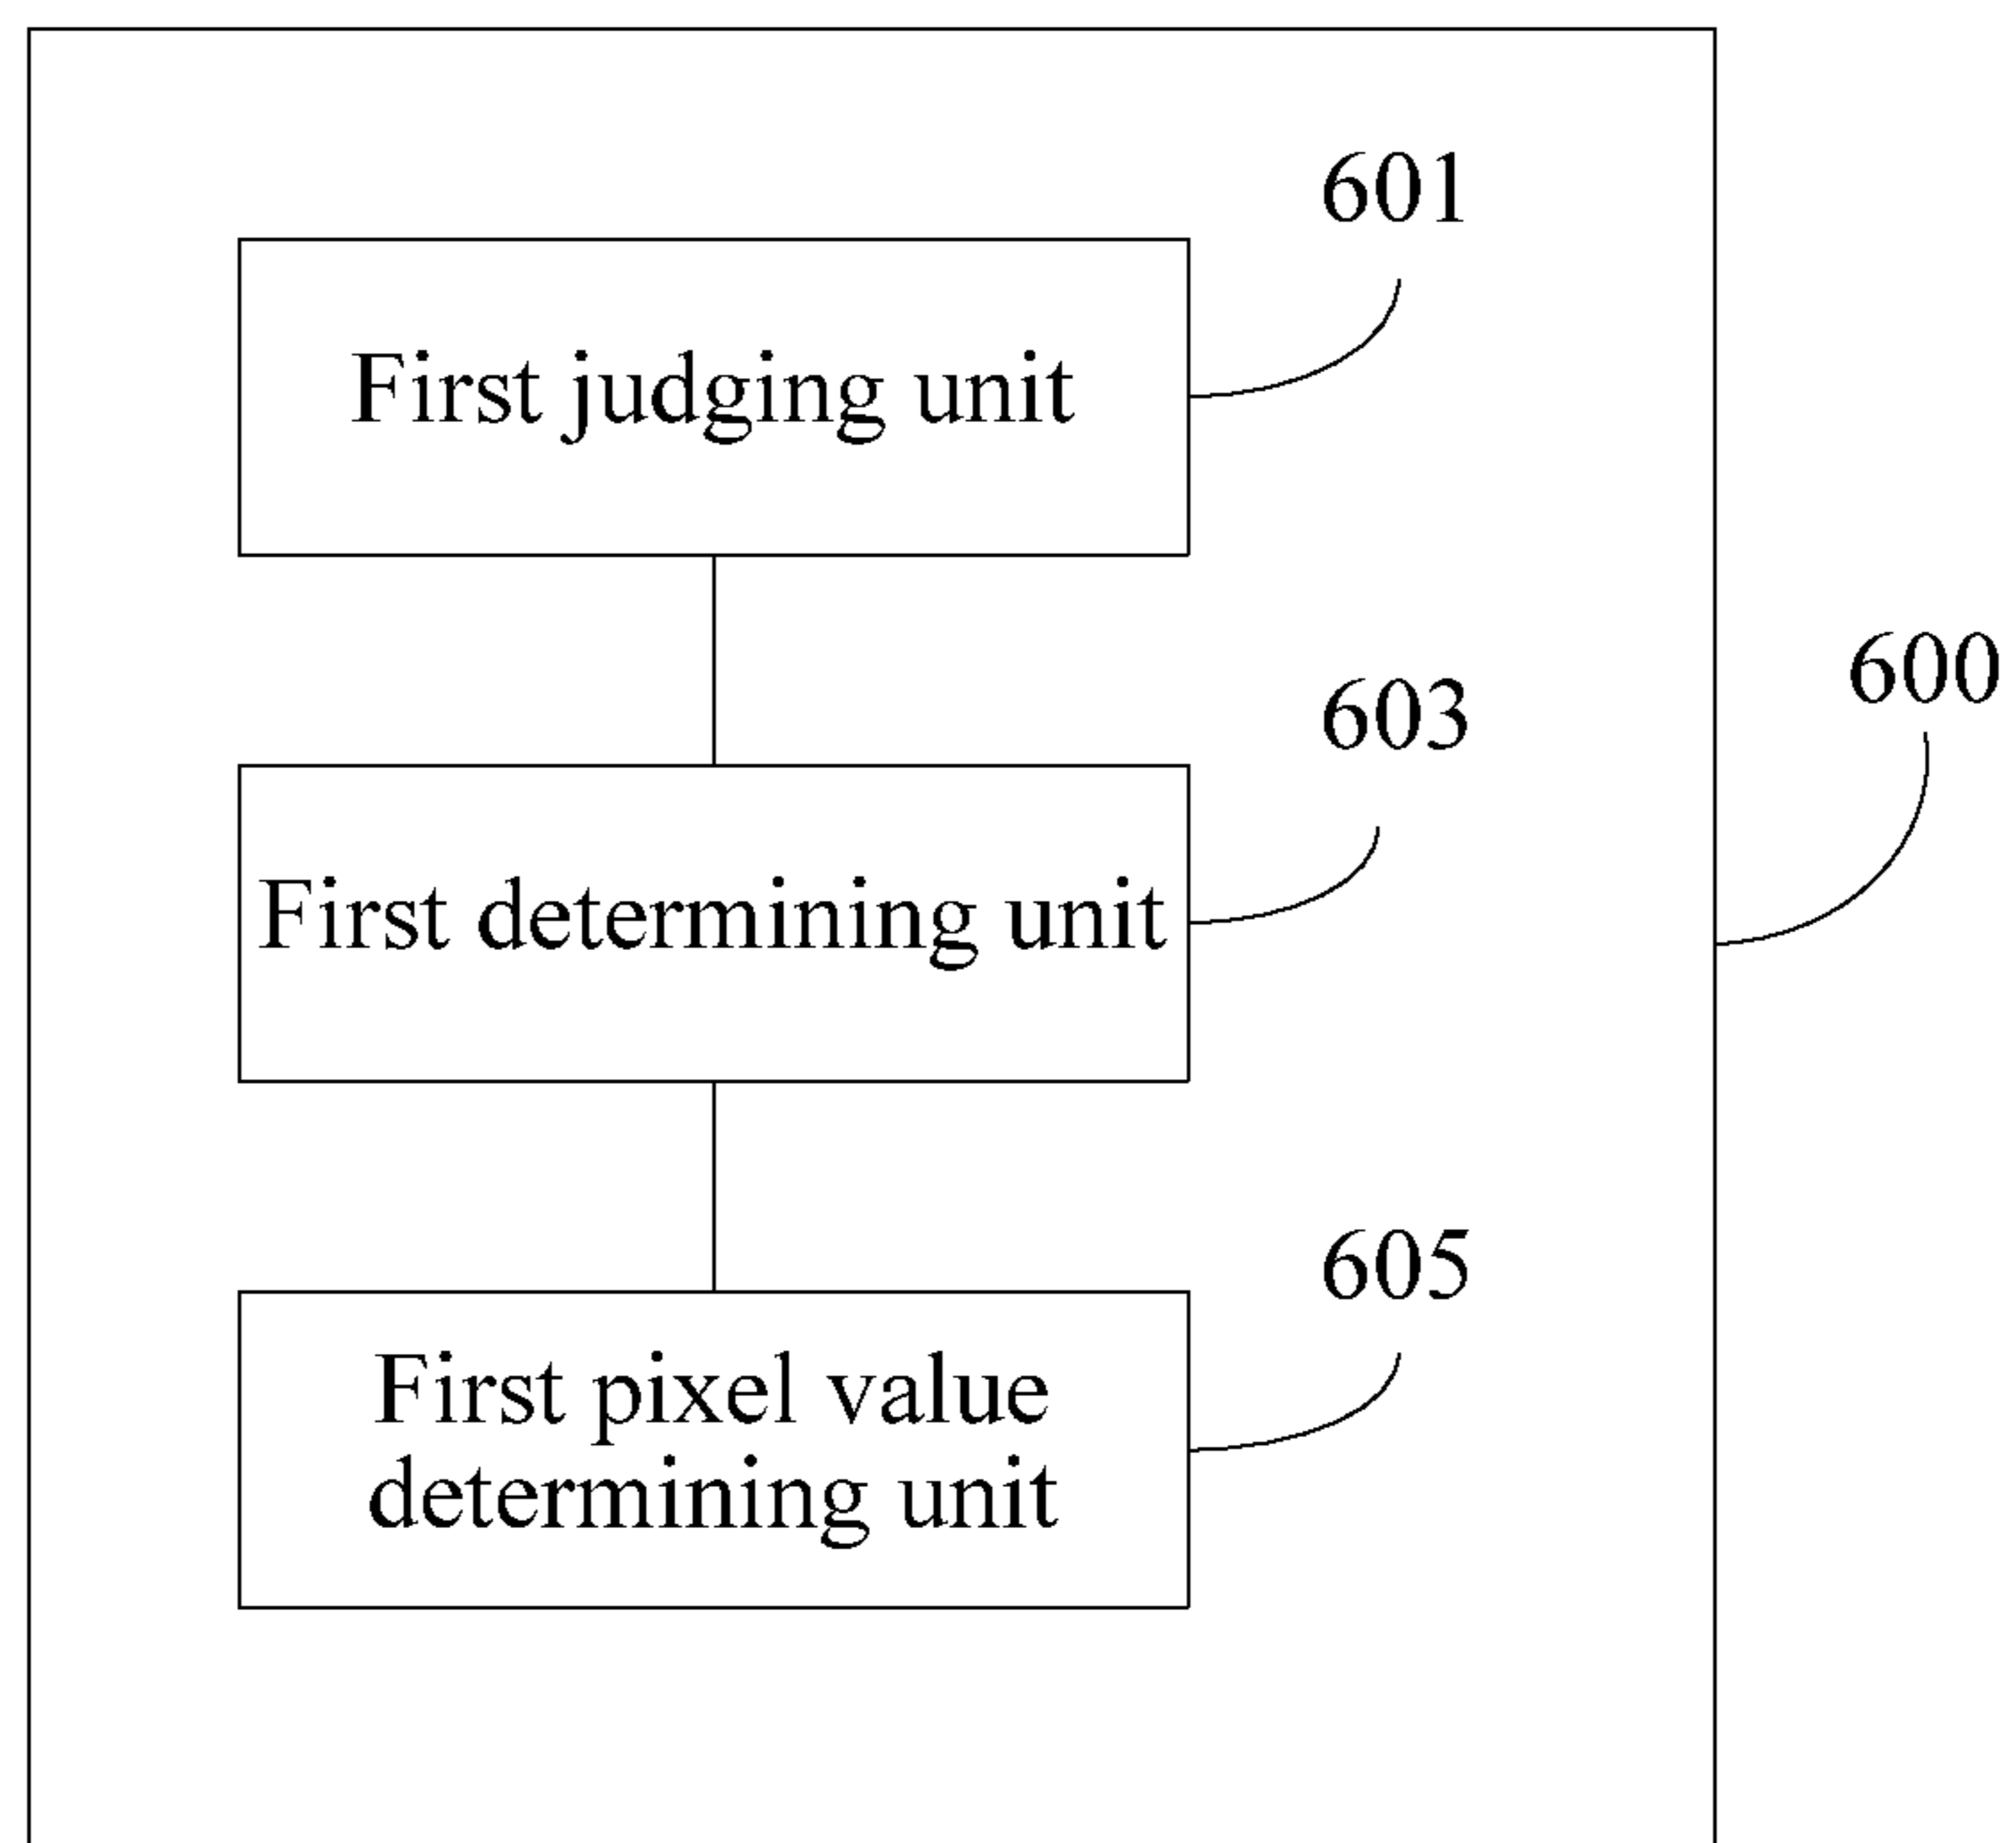 601
First judging unit
600
603
First determining unit
605
First pixel value
determining unit